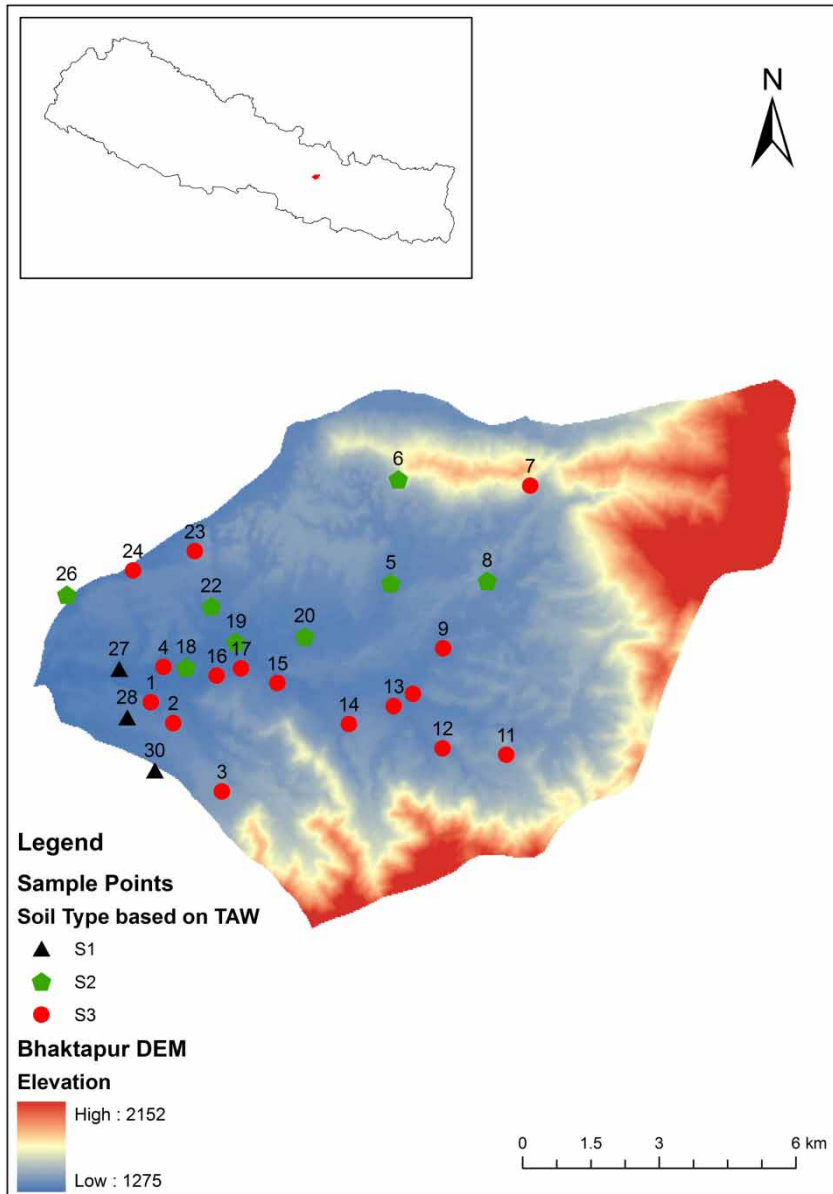 N
6
7
23
24
5
8
26
22
19
20
9
27
4
18
16
17
15
1
28
2
13
14
12
11
30
3
Legend
Sample Points
Soil Type based on TAW
S1
S2
S3
Bhaktapur DEM
Elevation
High : 2152
Low : 1275
0 1.5 3 6 km